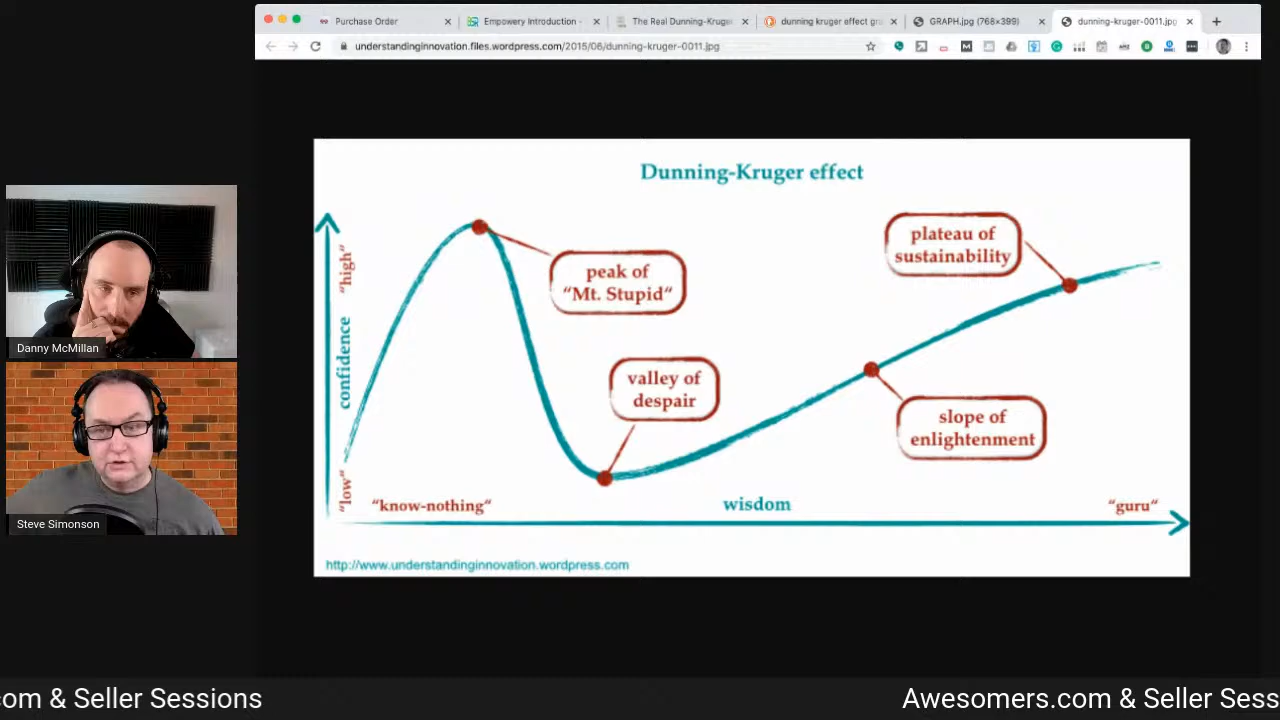 Purchase Order
Empowery Introduction -
The Real Dunning-Kruger
dunning kruger effect gra
GRAPH.jpg (768×399)
dunning-kruger-0011.jpg
understandinginnovation.files.wordpress.com/2015/06/dunning-kruger-0011.jpg
Dunning-Kruger effect
"high"
confidence
"low"
peak of
"Mt. Stupid"
valley of
despair
plateau of
sustainability
slope of
enlightenment
"know-nothing"
wisdom
"guru"
http://www.understandinginnovation.wordpress.com
Danny McMillan
Steve Simonson
com & Seller Sessions
Awesomers.com & Seller Sess